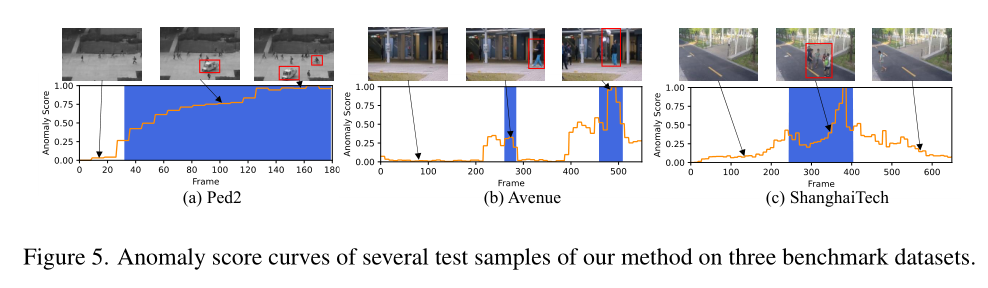 Anomaly Score
1.00
0.75
0.50
0.25
0.00
0 20 40 60 80 100 120 140 160 180
Frame
(a) Ped2
Anomaly Score
1.00
0.75
0.50
0.25
0.00
0 100 200 300 400 500
Frame
(b) Avenue
Anomaly Score
1.00
0.75
0.50
0.25
0.00
0 100 200 300 400 500 600
Frame
(c) ShanghaiTech
Figure 5. Anomaly score curves of several test samples of our method on three benchmark datasets.